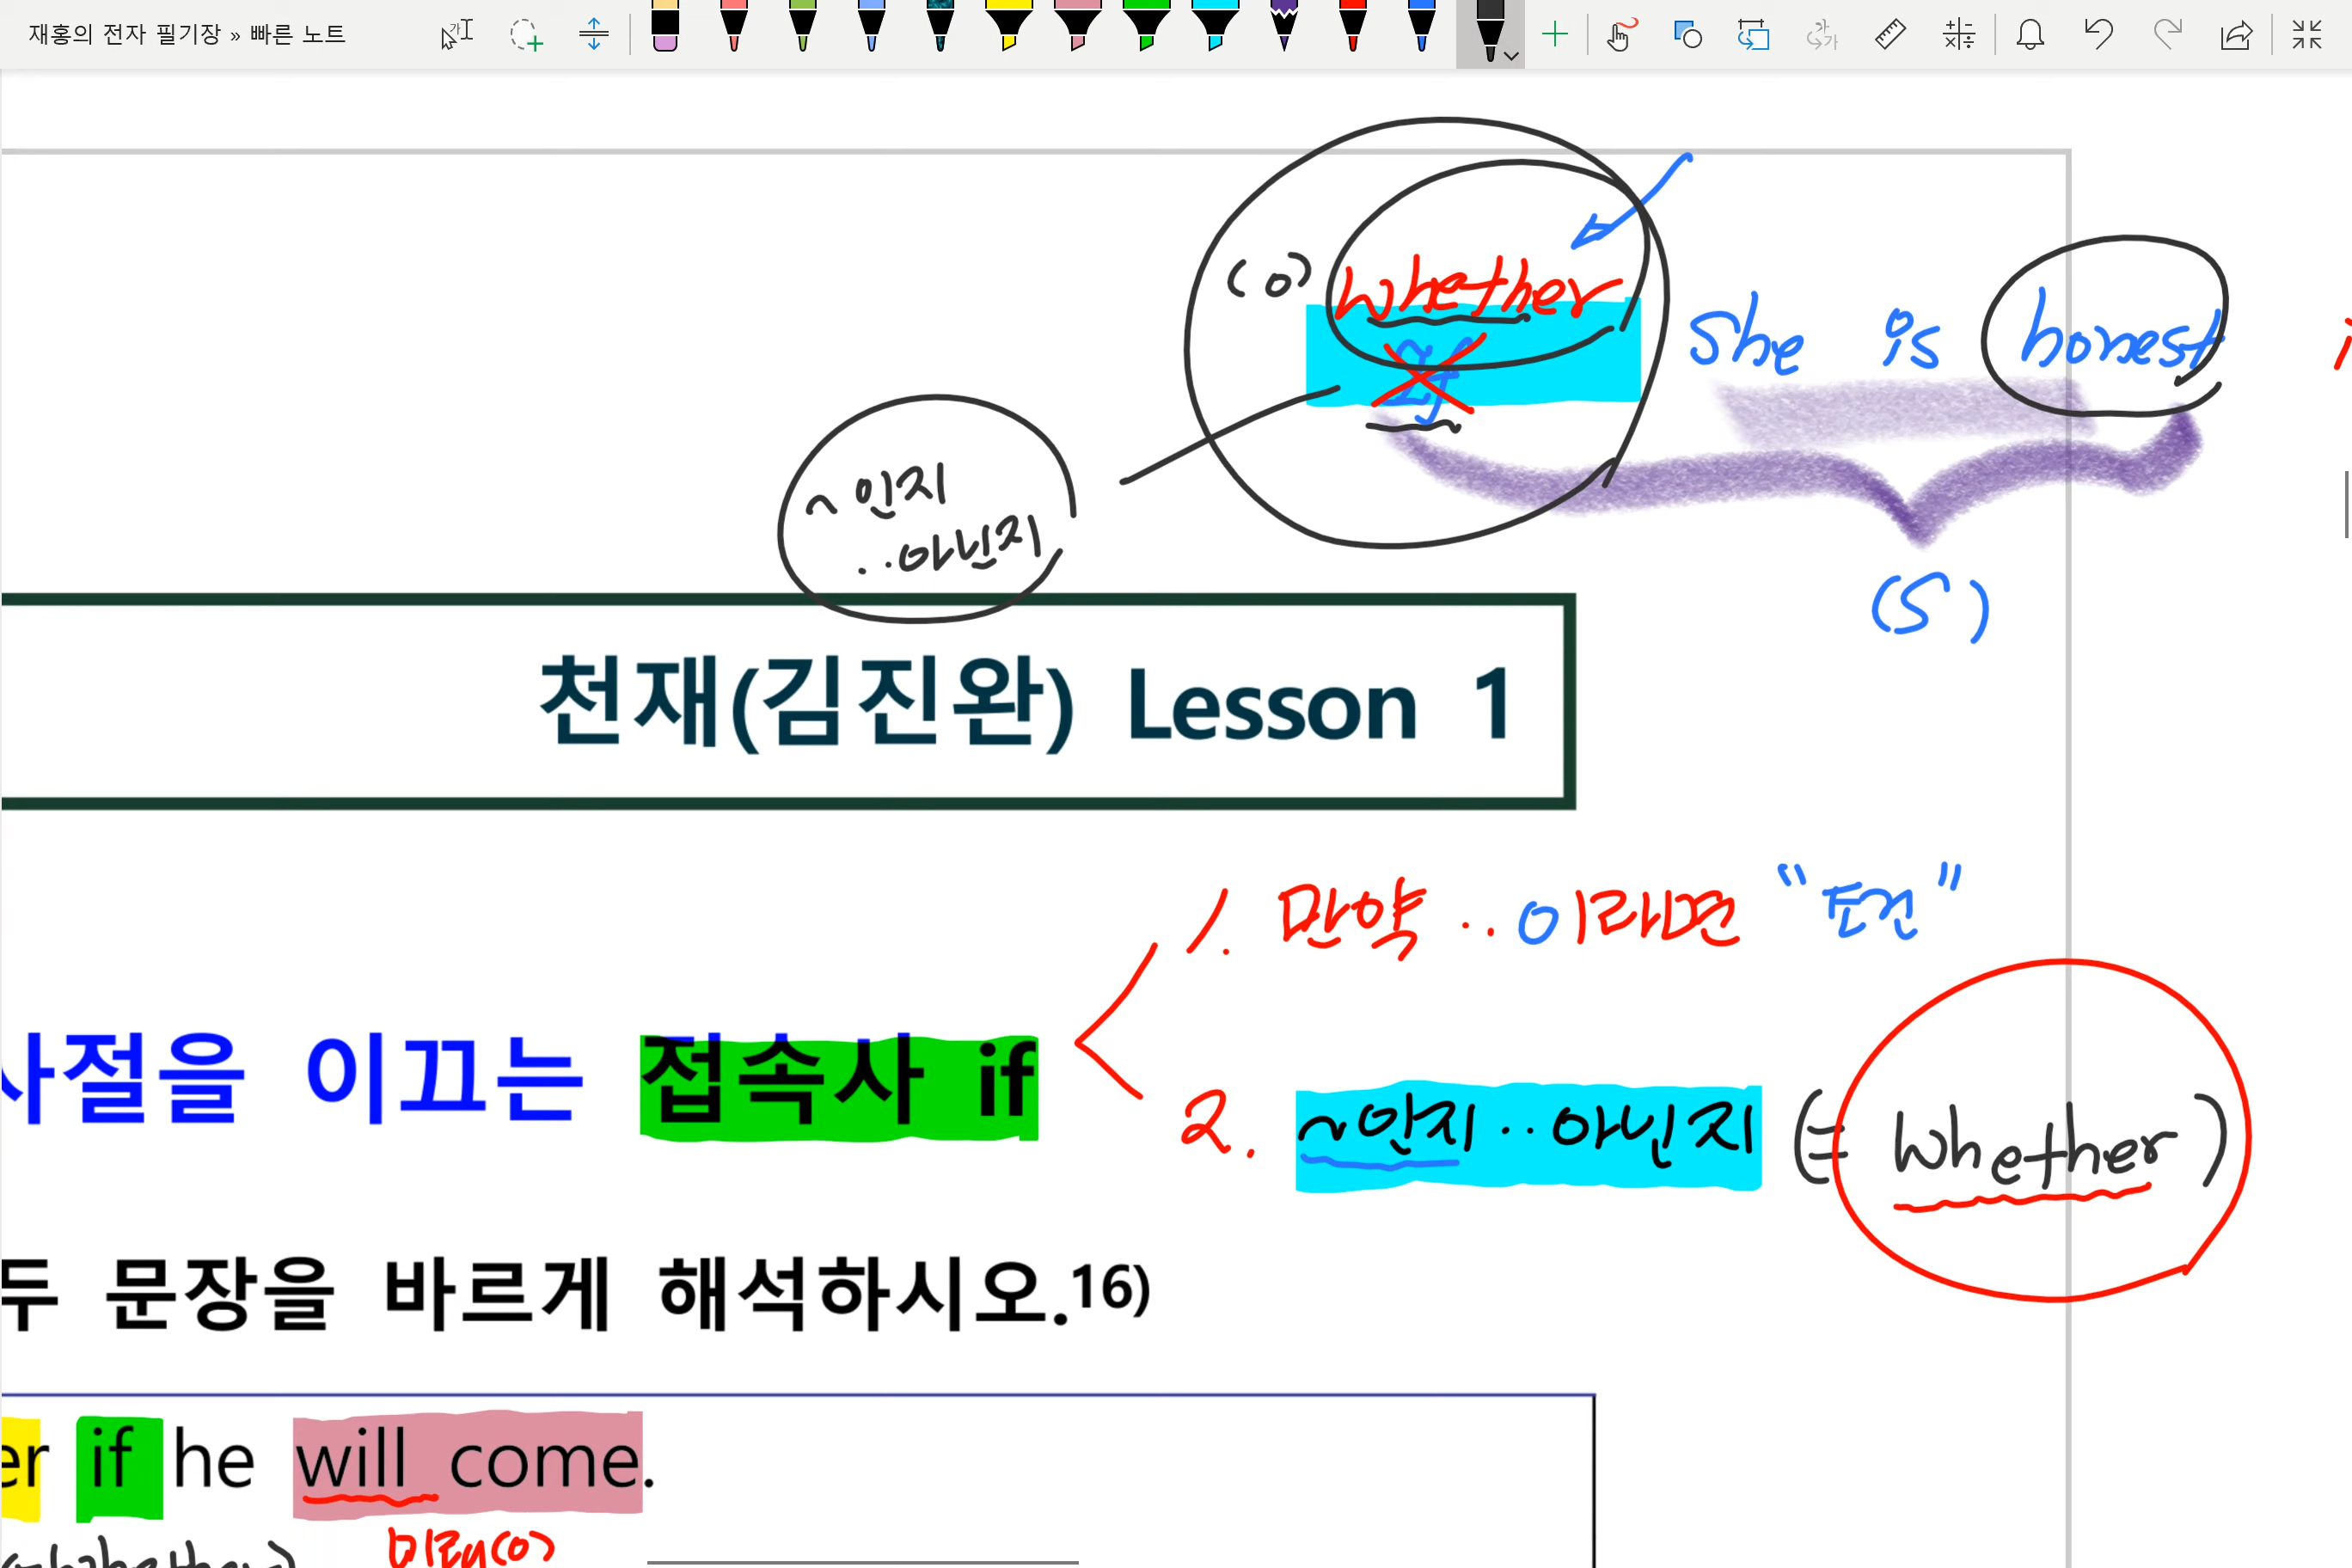 재홍의 전자 필기장 » 빠른 노트
(o) whether
If
She is honest
~인지
..아닌지
(S)
천재(김진완) Lesson 1
1. 만약 ..이라면 "조건"
사절을 이끄는 접속사 if
2. ~인지..아닌지 (= whether)
두 문장을 바르게 해석하시오.16)
er if he will come.
미래(o)